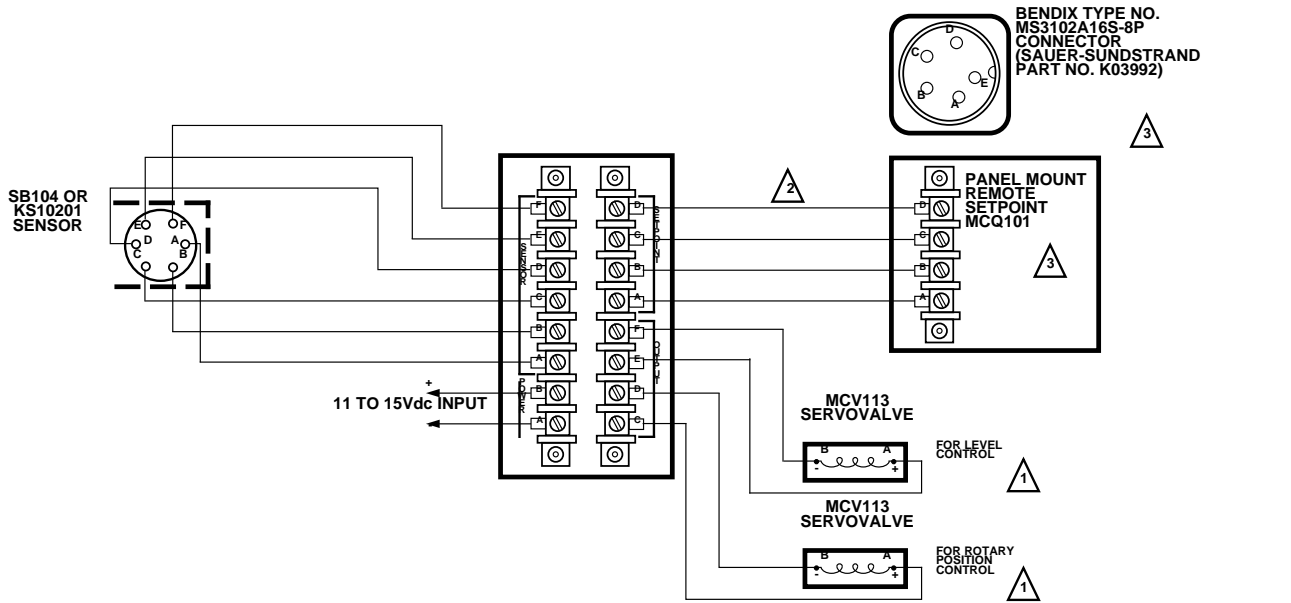 BENDIX TYPE NO.
MS3102A16S-8P
CONNECTOR
(SAUER-SUNDSTRAND
PART NO. K03992)
D
C
E
B
A
3
SB104 OR
KS10201
SENSOR
E
F
D
A
C
B
SENSOR
F
E
D
C
B
A
POWER
B
A
SETPOINT
D
C
B
A
OUTPUT
F
E
D
C
2
PANEL MOUNT
REMOTE
SETPOINT
MCQ101
D
C
B
A
3
+
11 TO 15Vdc INPUT
-
MCV113
SERVOVALVE
B
A
-
+
FOR LEVEL
CONTROL
1
MCV113
SERVOVALVE
B
A
-
+
FOR ROTARY
POSITION
CONTROL
1